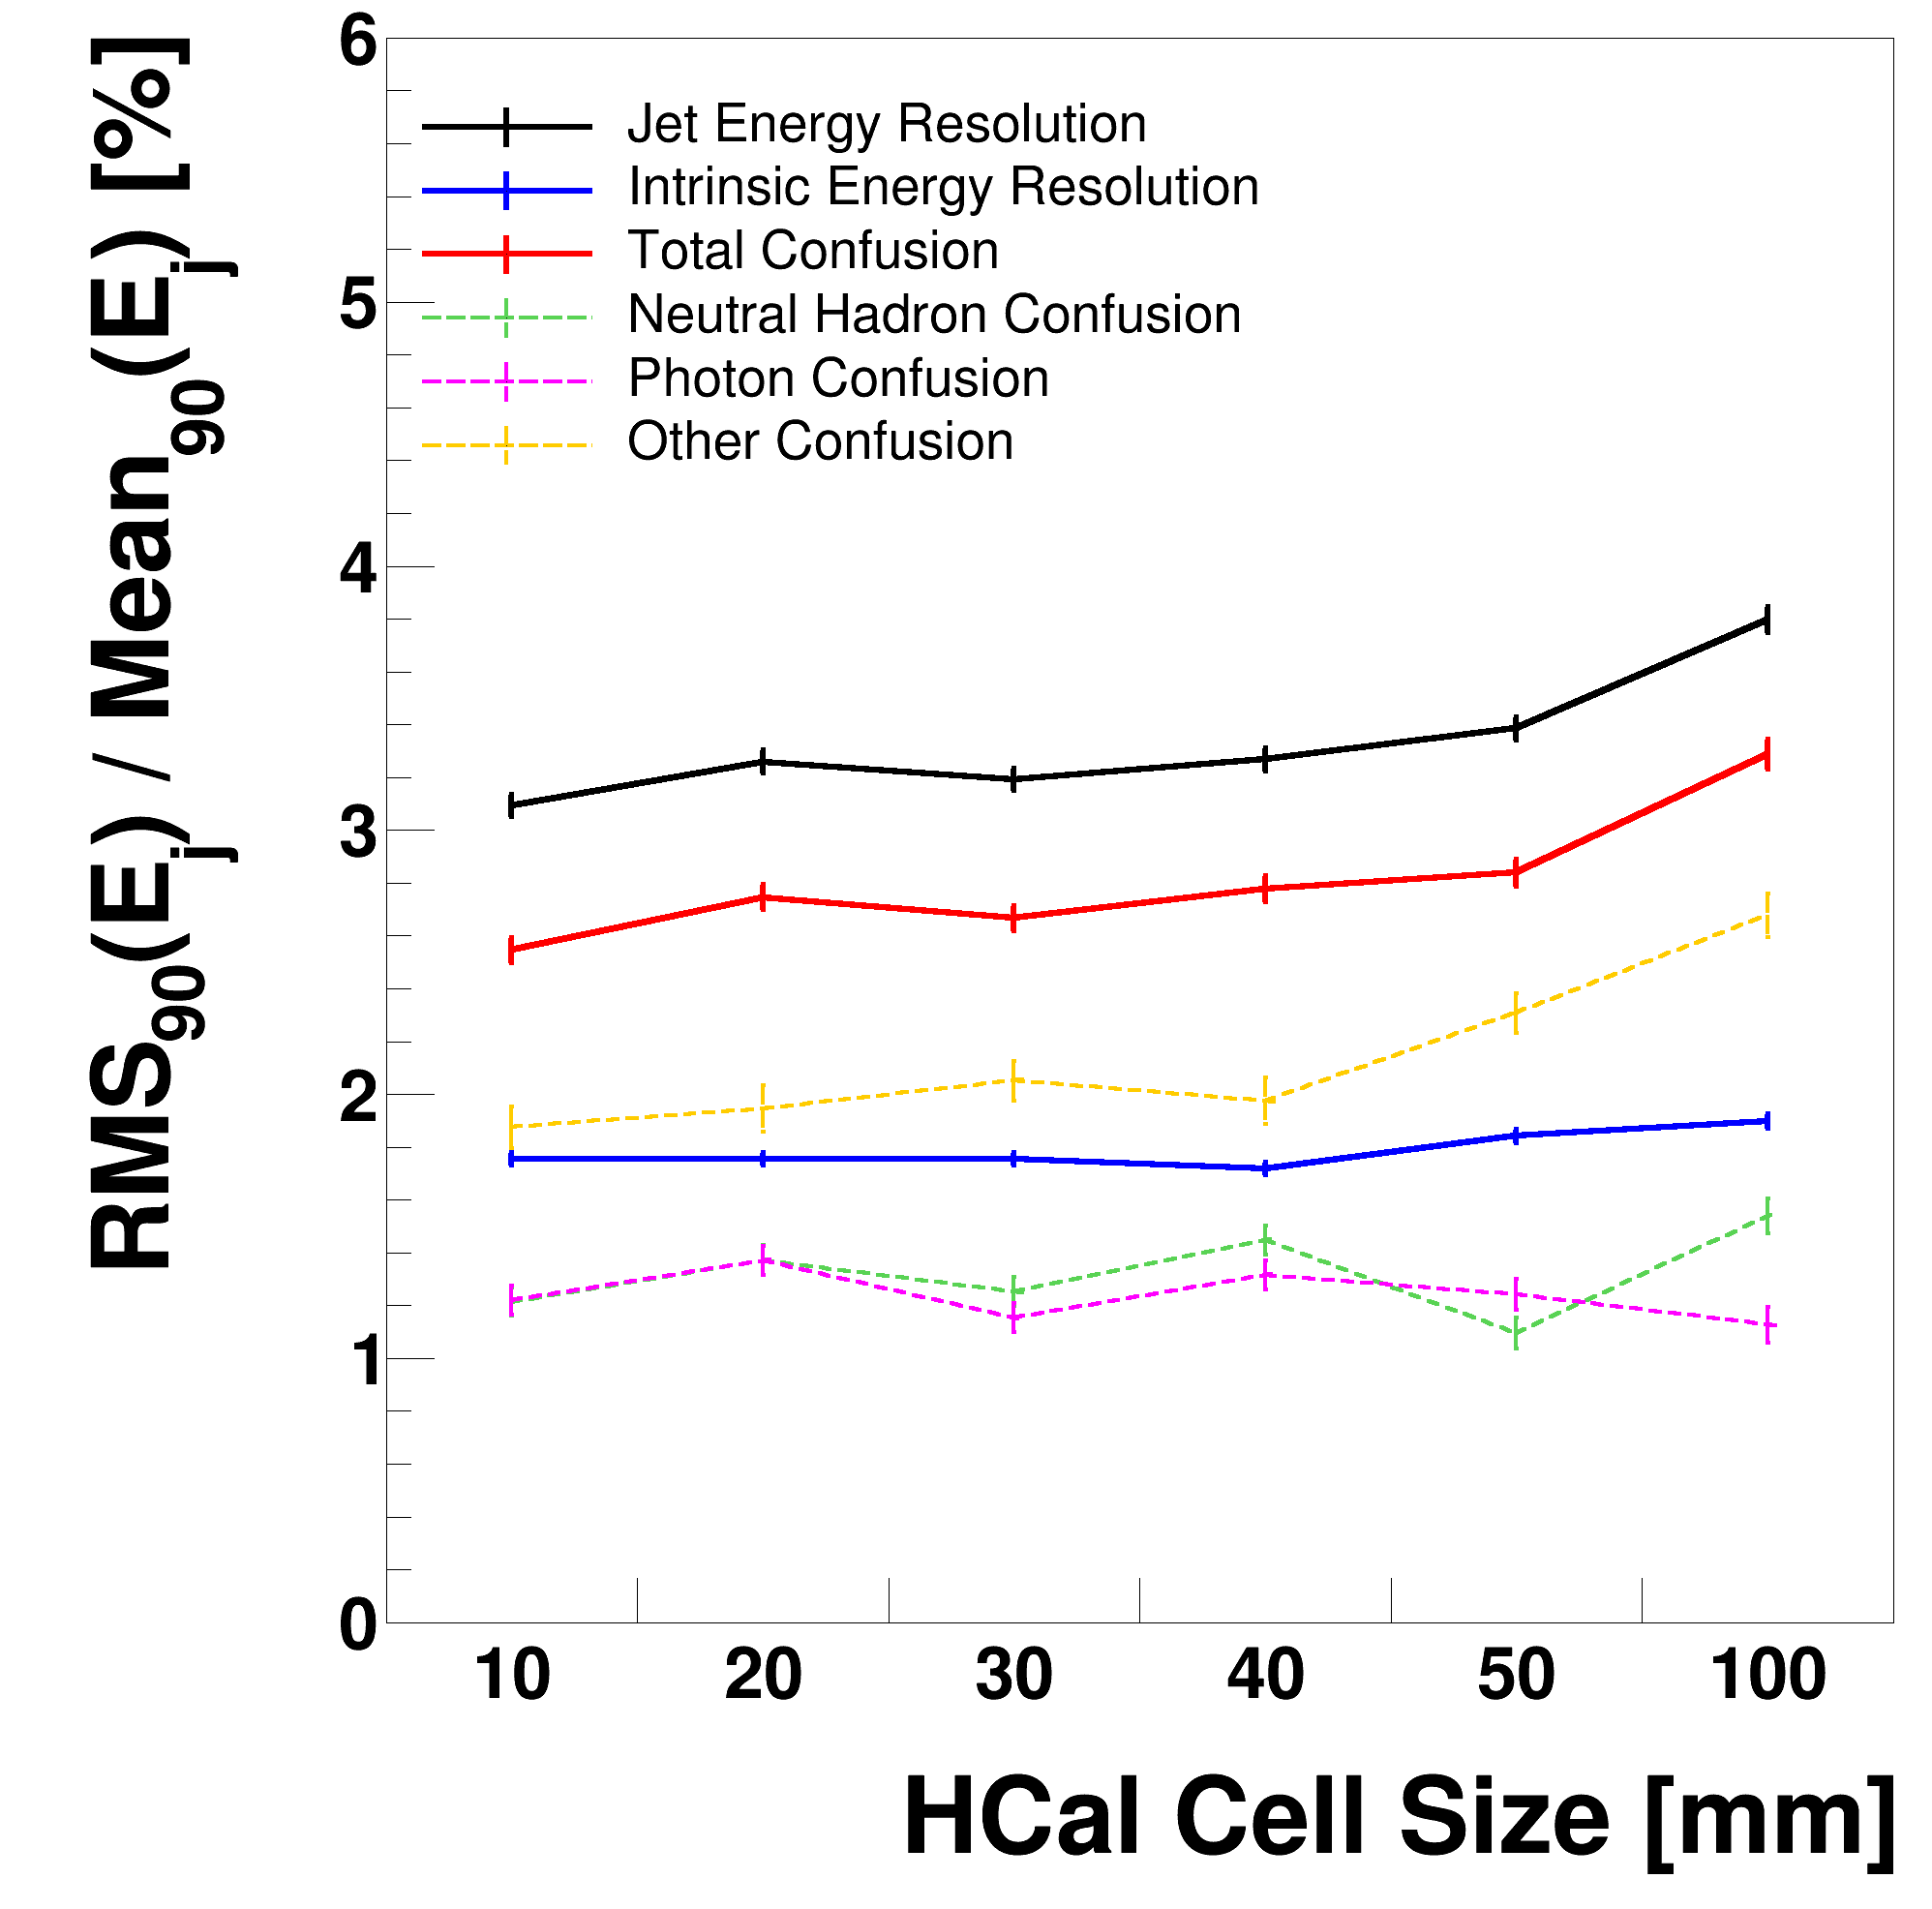 RMS90(Ej) / Mean90(Ej) [%]
6
5
4
3
2
1
0
Jet Energy Resolution
Intrinsic Energy Resolution
Total Confusion
Neutral Hadron Confusion
Photon Confusion
Other Confusion
10 20 30 40 50 100
HCal Cell Size [mm]